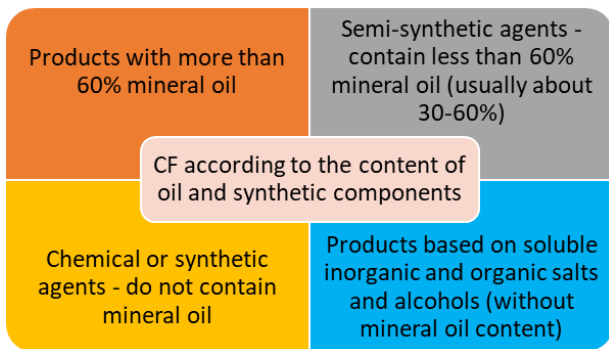 Products with more than
60% mineral oil
Semi-synthetic agents -
contain less than 60%
mineral oil (usually about
30-60%)
CF according to the content of
oil and synthetic components
Chemical or synthetic
agents - do not contain
mineral oil
Products based on soluble
inorganic and organic salts
and alcohols (without
mineral oil content)